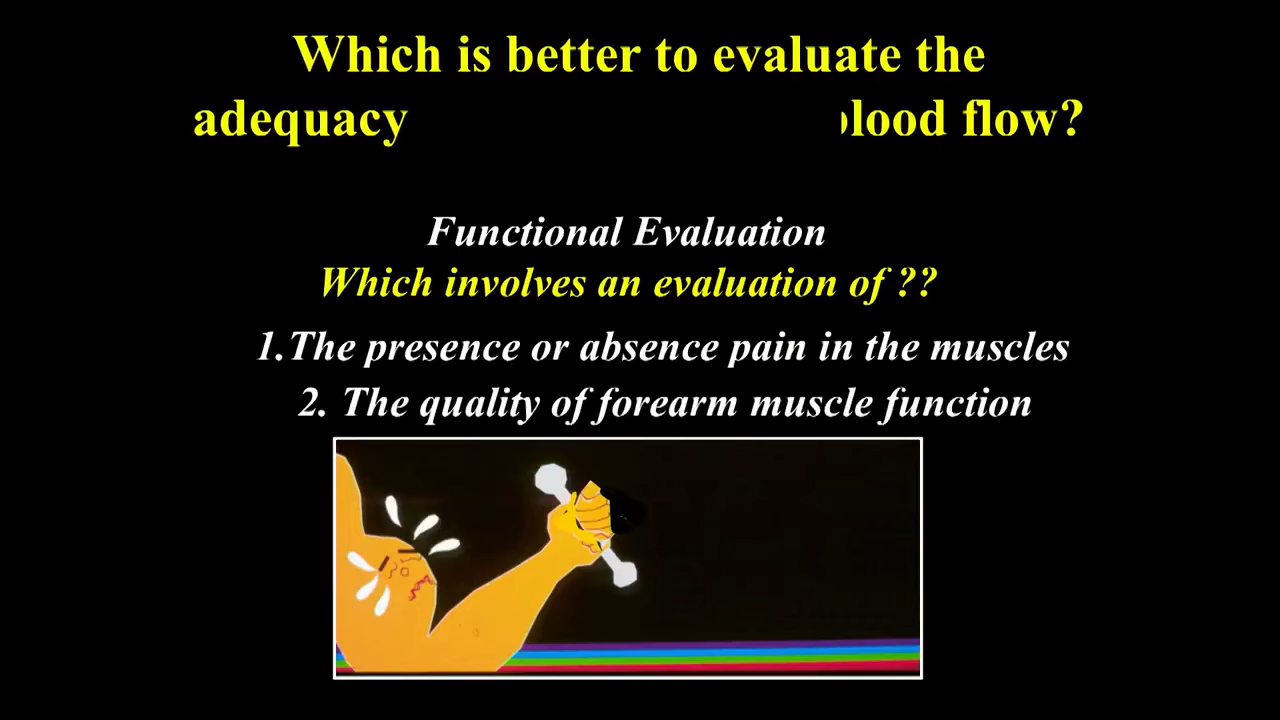 Which is better to evaluate the
adequacy flow?
Functional Evaluation
Which involves an evaluation of ??
1.The presence or absence pain in the muscles
2. The quality of forearm muscle function